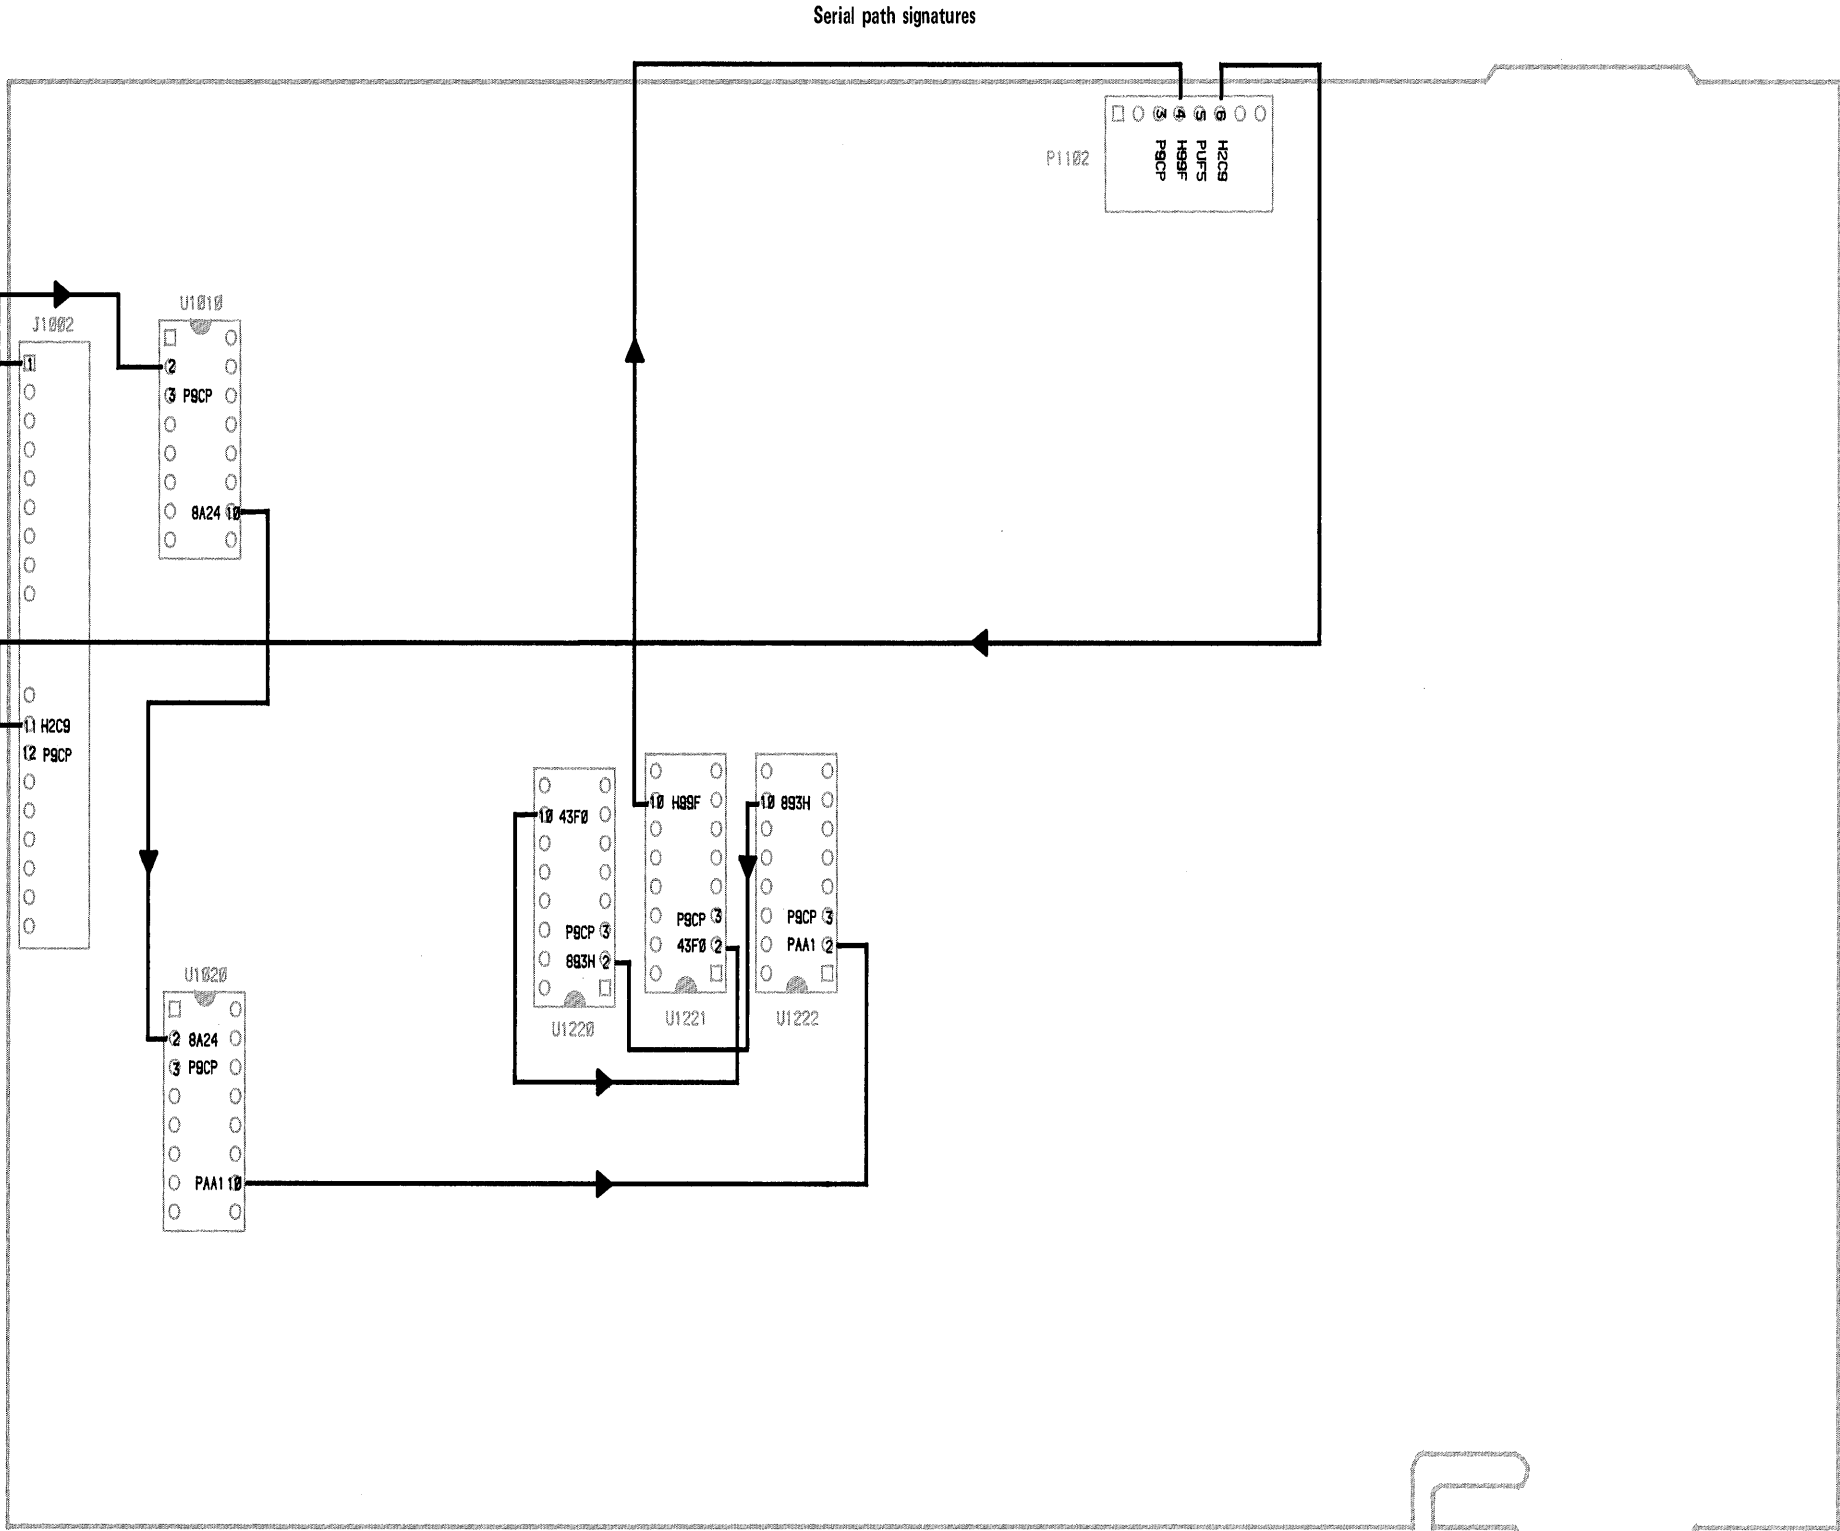 Serial path signatures
3 4 5 6
P9CP
H99F
PUF5
H2C9
P1102
U1010
J1002
1
2
3 P9CP
8A24 10
11 H2C9
12 P9CP
10 43F0
P9CP 3
893H 2
U1220
10 H99F
P9CP 3
43F0 2
U1221
10 893H
P9CP 3
PAA1 2
U1222
U1020
2 8A24
3 P9CP
PAA1 10